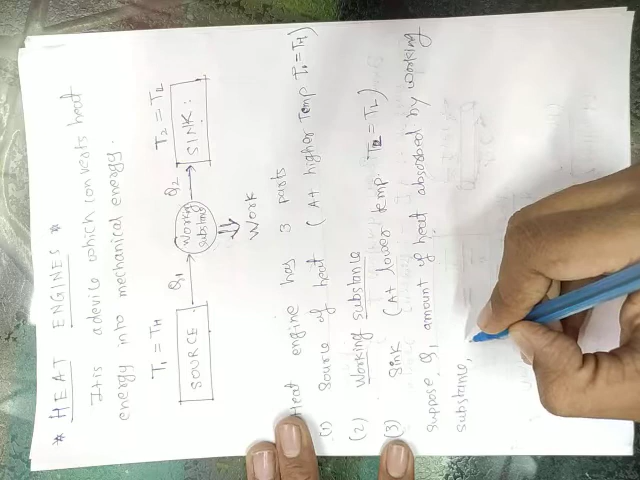 * HEAT ENGINES *
It is a device which converts heat
energy into mechanical energy.
T₁ = TH T₂ = TL
SOURCE Q₁ Working substance Q₂ SINK:
Work
Heat engine has 3 parts
(1) Source of heat (At higher Temp T₁ = TH)
(2) Working substance
(3) Sink (At lower temp. T₂ = TL)
suppose, Q₁ amount of heat absorbed by working
substance,